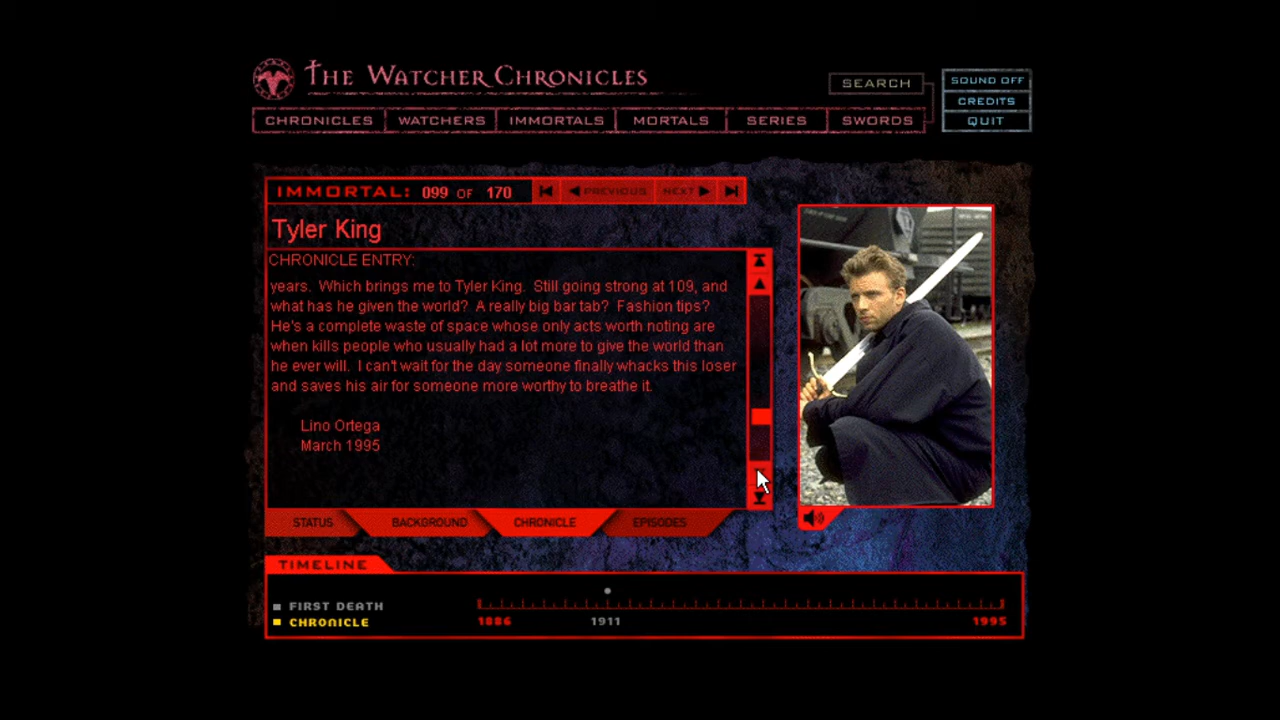 THE WATCHER CHRONICLES
SEARCH
SOUND OFF
CREDITS
QUIT
CHRONICLES WATCHERS IMMORTALS MORTALS SERIES SWORDS
IMMORTAL: 099 OF 170 PREVIOUS NEXT
Tyler King
CHRONICLE ENTRY:
years. Which brings me to Tyler King. Still going strong at 109, and
what has he given the world? A really big bar tab? Fashion tips?
He's a complete waste of space whose only acts worth noting are
when kills people who usually had a lot more to give the world than
he ever will. I can't wait for the day someone finally whacks this loser
and saves his air for someone more worthy to breathe it.
Lino Ortega
March 1995
STATUS BACKGROUND CHRONICLE EPISODES
TIMELINE
FIRST DEATH
CHRONICLE
1886 1911 1995